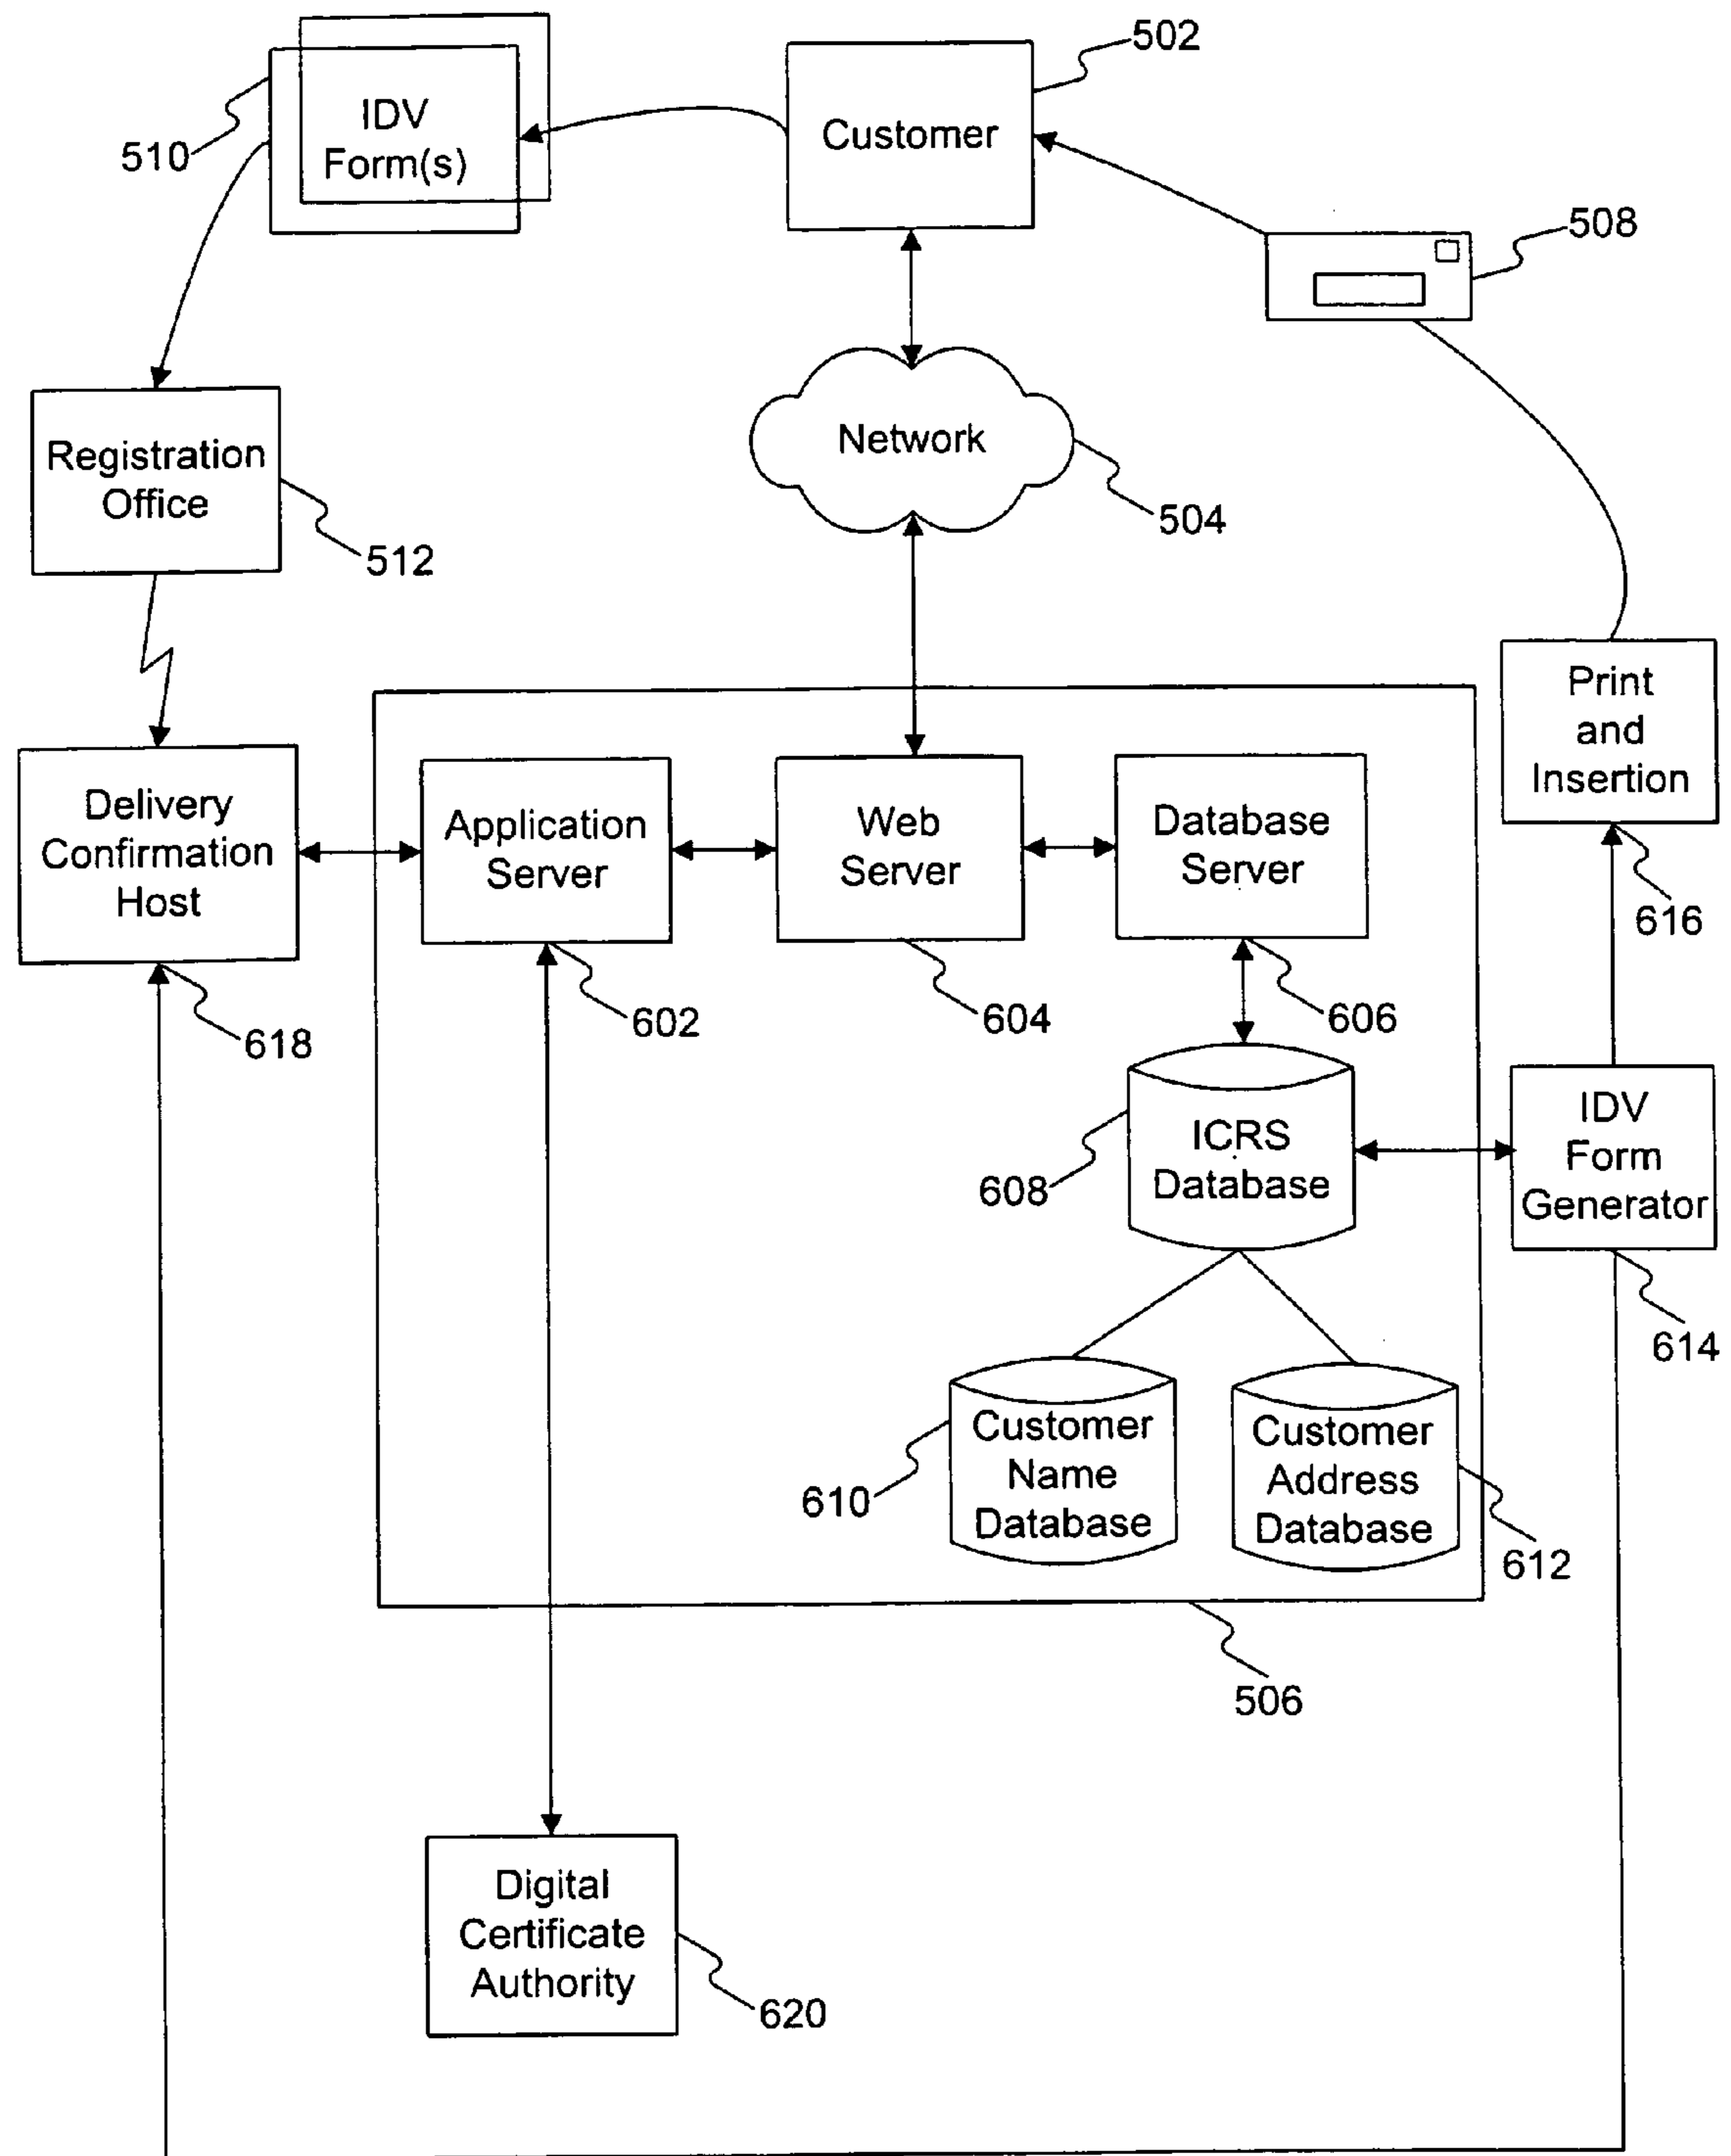 502
IDV
Form(s)
510
Customer
508
Network
504
Registration
Office
512
Print
and
Insertion
616
Delivery
Confirmation
Host
618
Application
Server
602
Web
Server
604
Database
Server
606
ICRS
Database
608
IDV
Form
Generator
614
Customer
Name
Database
610
Customer
Address
Database
612
506
Digital
Certificate
Authority
620